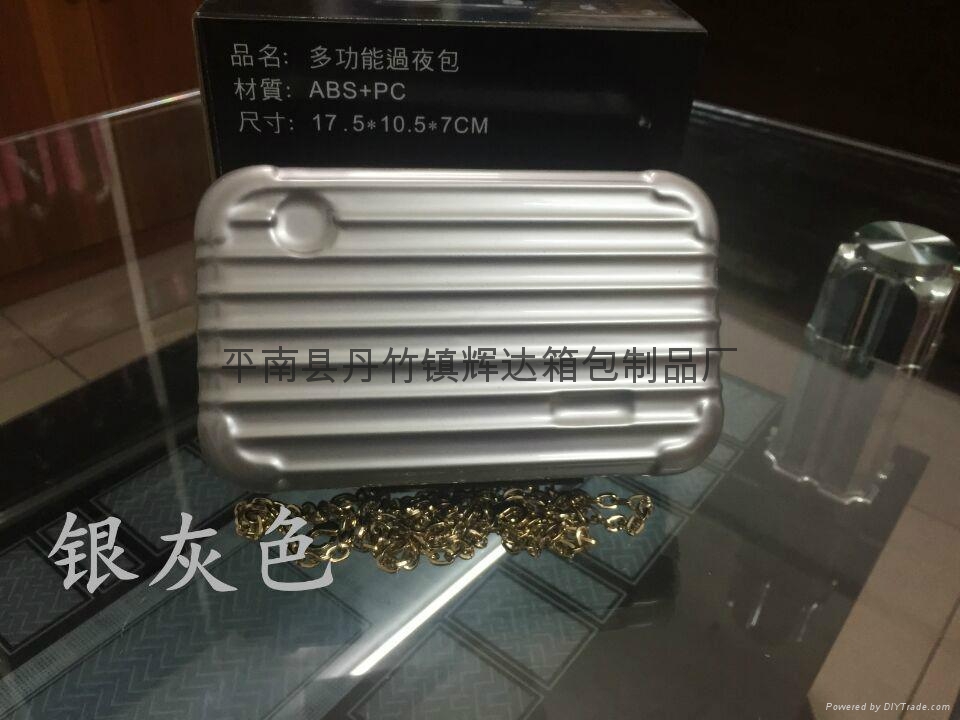 品名: 多功能過夜包
材質: ABS+PC
尺寸: 17.5*10.5*7CM
平南县丹竹镇辉达箱包制品厂
银灰色
Powered by DIYTrade.com